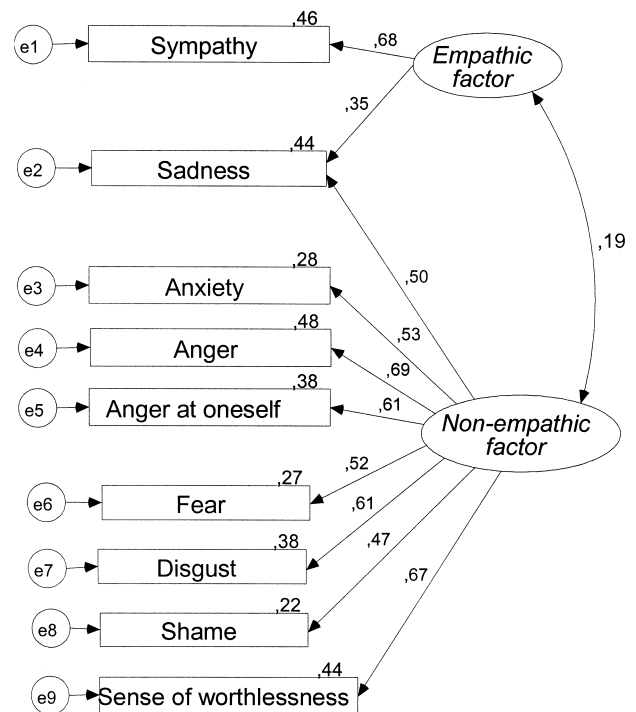 ,46
e1
Sympathy
,68
Empathic
factor
,35
,44
e2
Sadness
,19
,28
,50
e3
Anxiety
,48
,53
e4
Anger
,69
,38
,61
e5
Anger at oneself
Non-empathic
factor
,27
,52
e6
Fear
,61
,38
,47
e7
Disgust
,67
,22
e8
Shame
,44
e9
Sense of worthlessness